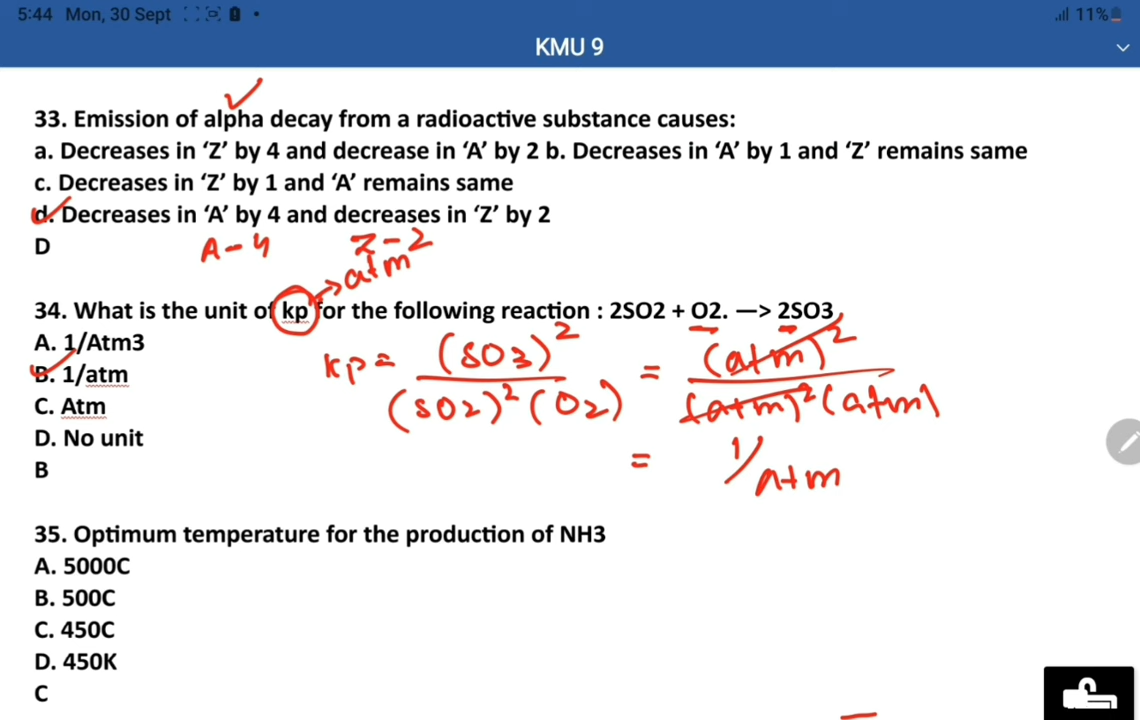 5:44 Mon, 30 Sept
11%
KMU 9
33. Emission of alpha decay from a radioactive substance causes:
a. Decreases in ‘Z’ by 4 and decrease in ‘A’ by 2 b. Decreases in ‘A’ by 1 and ‘Z’ remains same
c. Decreases in ‘Z’ by 1 and ‘A’ remains same
d. Decreases in ‘A’ by 4 and decreases in ‘Z’ by 2
D
A-4 Z-2
atm
34. What is the unit of kp for the following reaction : 2SO2 + O2. —> 2SO3
A. 1/Atm3
B. 1/atm
C. Atm
D. No unit
B
kp = (SO3)²/(SO2)² (O2) = (atm)²/(atm)² (atm)
= 1/atm
35. Optimum temperature for the production of NH3
A. 5000C
B. 500C
C. 450C
D. 450K
C